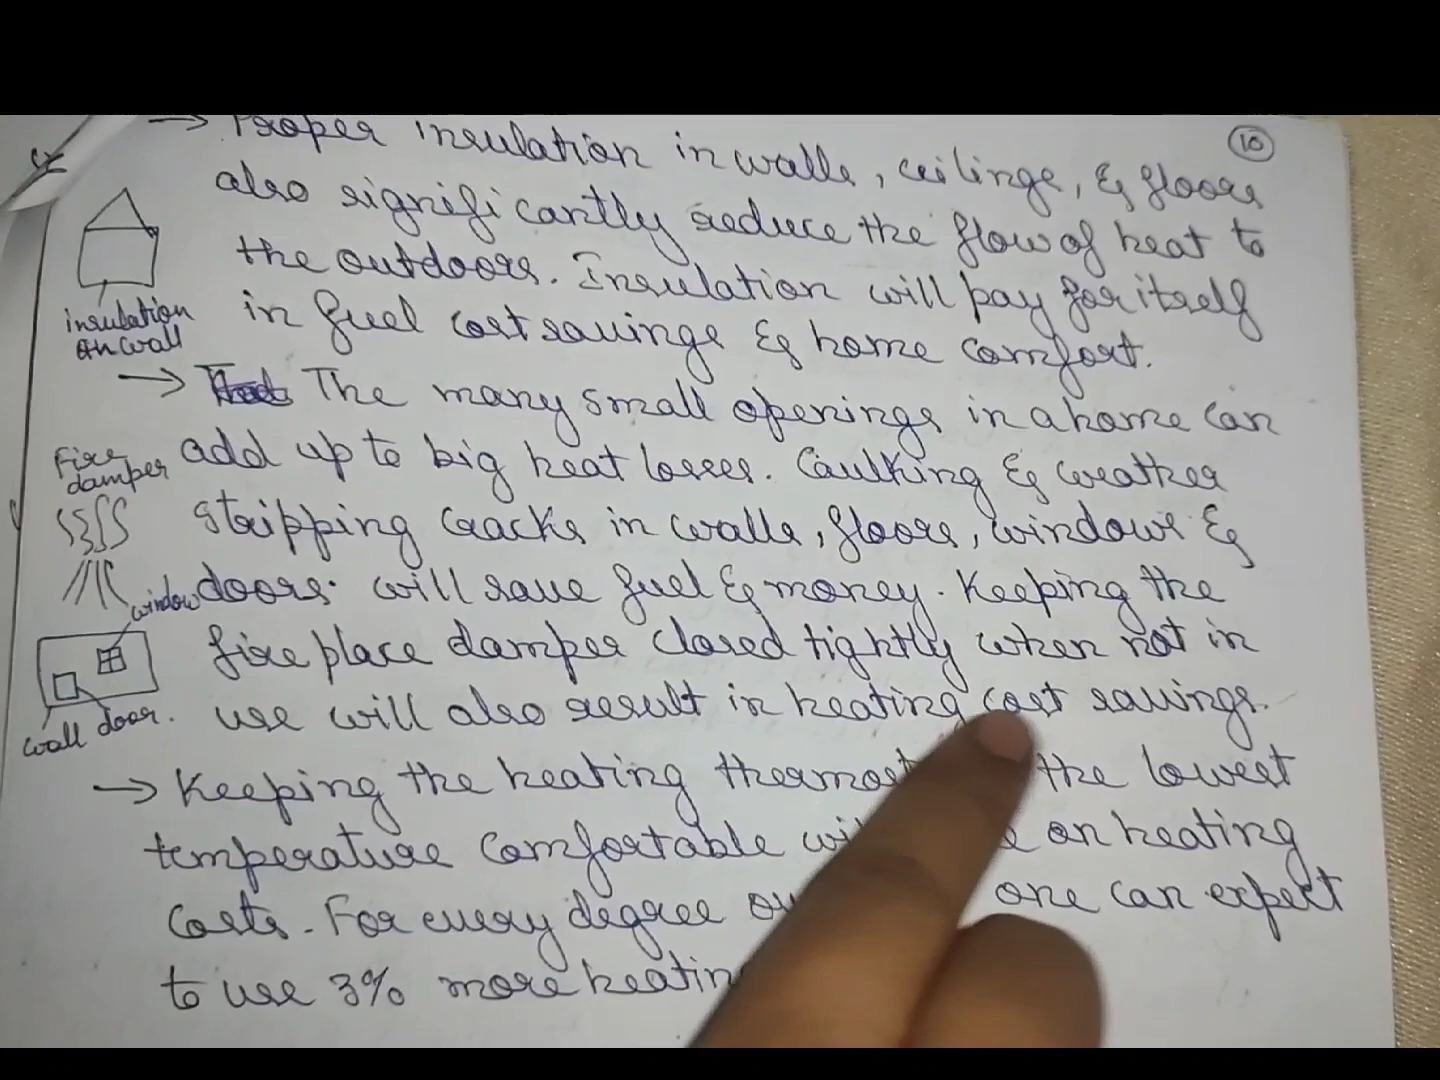 10
→ Proper insulation in walls, ceilings, & floors
also significantly reduce the flow of heat to
the outdoors. Insulation will pay for itself
in fuel cost savings & home comfort.
insulation
on wall
→ The many small openings in a home can
add up to big heat losses. Caulking & weather
stripping cracks in walls, floors, windows &
doors. will save fuel & money. Keeping the
fire place damper closed tightly when not in
use will also result in heating cost savings.
Fire
damper
window
wall door.
→ Keeping the heating the lowest
temperature comfortable on heating
costs. For every degree one can expect
to use 3% more